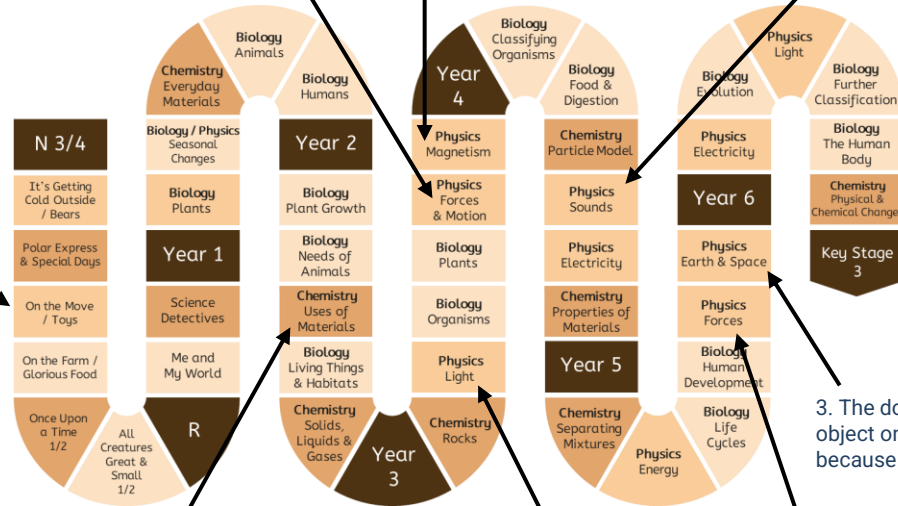 N 3/4
It's Getting
Cold Outside
/ Bears
Polar Express
& Special Days
On the Move
/ Toys
On the Farm /
Glorious Food
Once Upon
a Time
1/2
All
Creatures
Great &
Small
1/2
R
Me and
My World
Science
Detectives
Year 1
Biology
Plants
Biology / Physics
Seasonal
Changes
Chemistry
Everyday
Materials
Biology
Animals
Biology
Humans
Year 2
Biology
Plant Growth
Biology
Needs of
Animals
Chemistry
Uses of
Materials
Biology
Living Things
& Habitats
Chemistry
Solids,
Liquids &
Gases
Year
3
Chemistry
Rocks
Physics
Light
Biology
Organisms
Biology
Plants
Physics
Forces
& Motion
Physics
Magnetism
Year
4
Biology
Classifying
Organisms
Biology
Food &
Digestion
Chemistry
Particle Model
Physics
Sounds
Physics
Electricity
Chemistry
Properties of
Materials
Year 5
Chemistry
Separating
Mixtures
Physics
Energy
Biology
Life
Cycles
Biology
Human
Development
Physics
Forces
Physics
Earth & Space
Year 6
Physics
Electricity
Biology
Evolution
Physics
Light
Biology
Further
Classification
Biology
The Human
Body
Chemistry
Physical &
Chemical Change
Key Stage
3
3. The
object
because